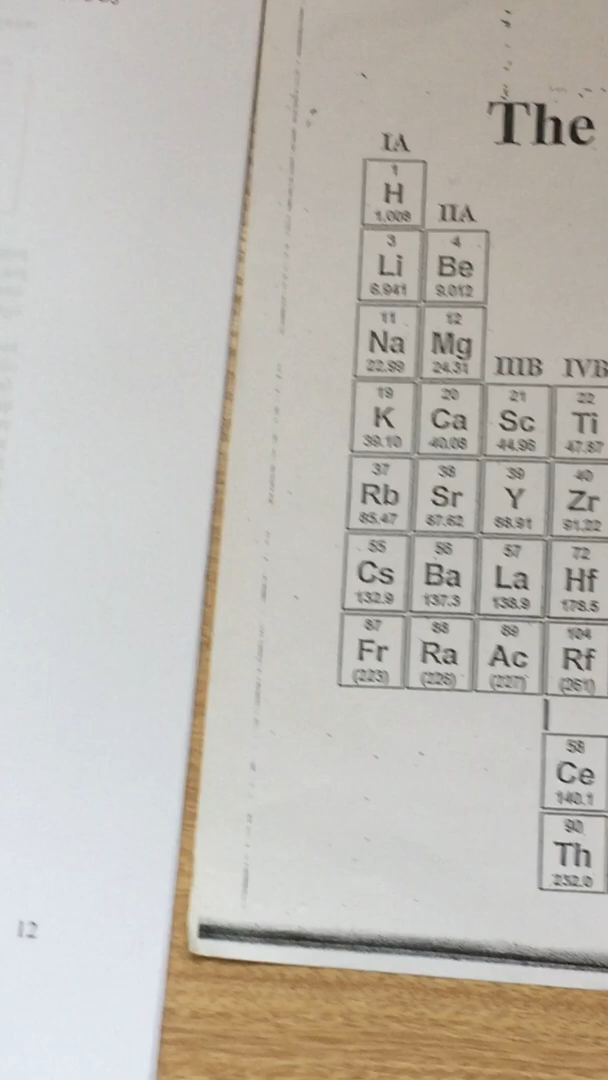 The
IA
1
H
1.008
IIA
3 4
Li Be
6.941 9.012
11 12
Na Mg
22.99 24.31
IIIB IVB
19 20 21 22
K Ca Sc Ti
39.10 40.08 44.96 47.87
37 38 39 40
Rb Sr Y Zr
85.47 87.62 88.91 91.22
55 56 57 72
Cs Ba La Hf
132.9 137.3 138.9 178.5
87 88 89 104
Fr Ra Ac Rf
(223) (226) (227) (261)
58
Ce
140.1
90
Th
232.0
12